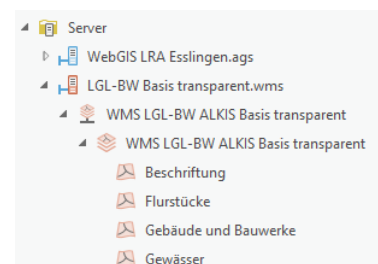 Server
WebGIS LRA Esslingen.ags
LGL-BW Basis transparent.wms
WMS LGL-BW ALKIS Basis transparent
WMS LGL-BW ALKIS Basis transparent
Beschriftung
Flurstücke
Gebäude und Bauwerke
Gewässer